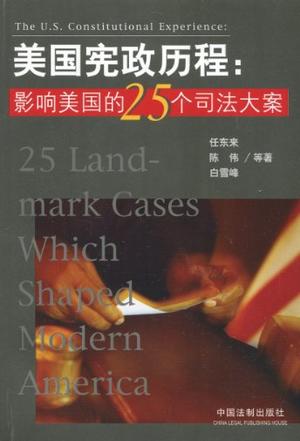 The U.S. Constitutional Experience:
美国宪政历程：
影响美国的25个司法大案
任东来
陈 伟／等著
白雪峰
25 Land-
mark Cases
Which
Shaped
Modern
America
中国法制出版社
CHINA LEGAL PUBLISHING HOUSE